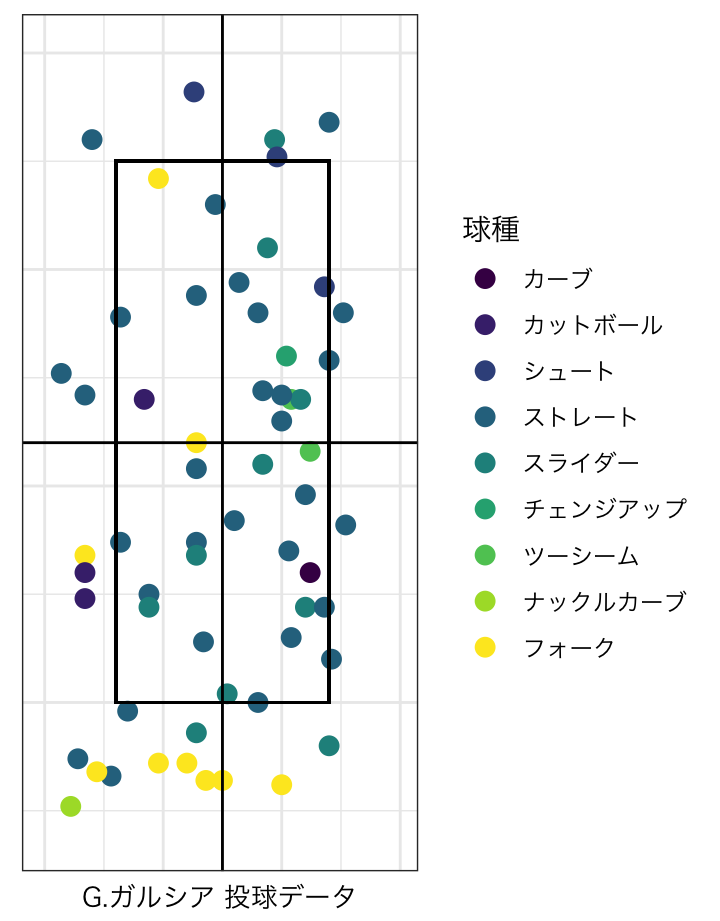 球種
カーブ
カットボール
シュート
ストレート
スライダー
チェンジアップ
ツーシーム
ナックルカーブ
フォーク
G.ガルシア 投球データ